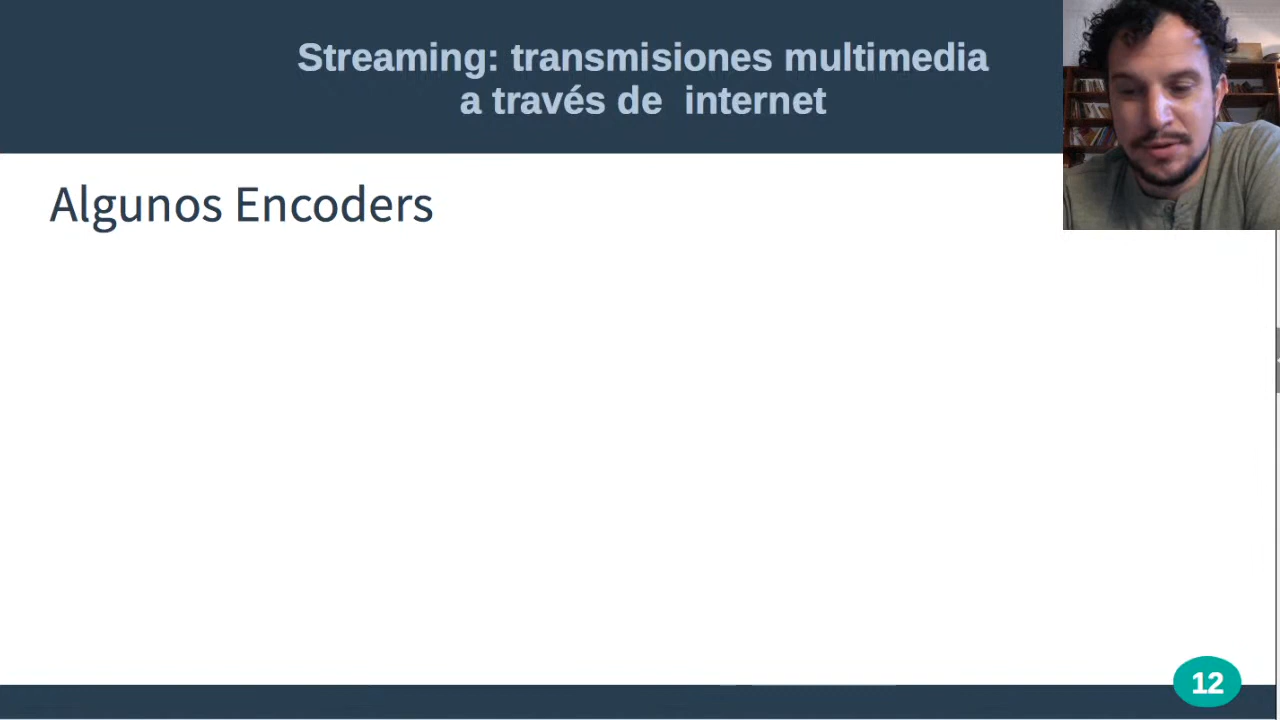 Streaming: transmisiones multimedia
a través de  internet
Algunos Encoders
12